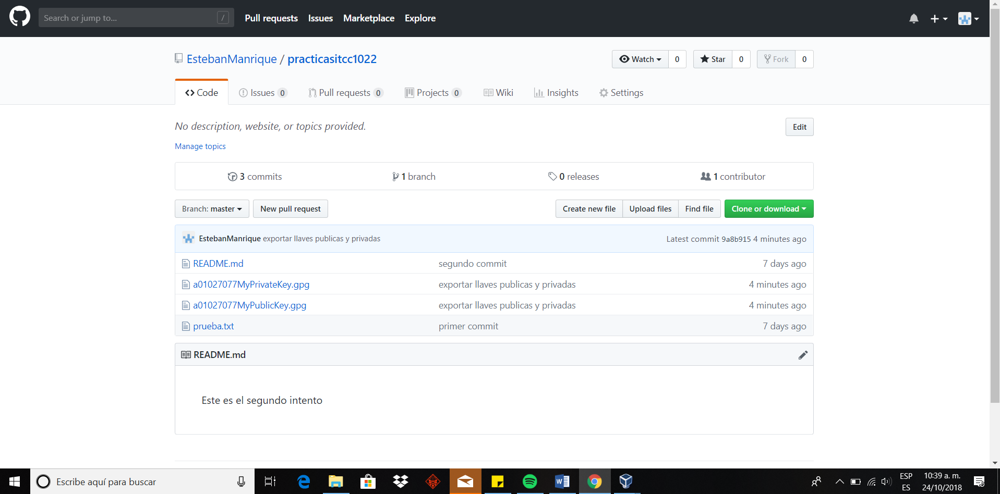 Search or jump to... / Pull requests Issues Marketplace Explore
EstebanManrique / practicasitcc1022 Watch 0 Star 0 Fork 0
Code Issues 0 Pull requests 0 Projects 0 Wiki Insights Settings
No description, website, or topics provided. Edit
Manage topics
3 commits 1 branch 0 releases 1 contributor
Branch: master New pull request Create new file Upload files Find file Clone or download
EstebanManrique exportar llaves publicas y privadas Latest commit 9a8b915 4 minutes ago
README.md segundo commit 7 days ago
a01027077MyPrivateKey.gpg exportar llaves publicas y privadas 4 minutes ago
a01027077MyPublicKey.gpg exportar llaves publicas y privadas 4 minutes ago
prueba.txt primer commit 7 days ago
README.md
Este es el segundo intento
Escribe aquí para buscar
ESP
ES
10:39 a. m.
24/10/2018